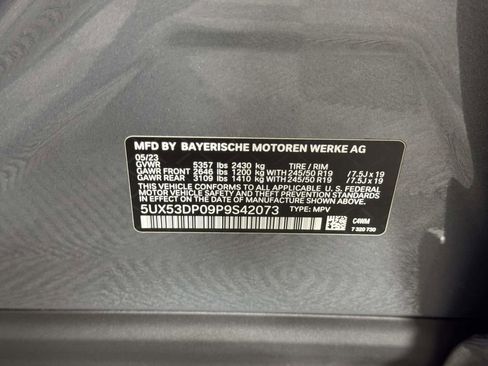 MFD BY BAYERISCHE MOTOREN WERKE AG
05/23
GVWR 5357 lbs 2430 kg TIRE / RIM
GAWR FRONT 2646 lbs 1200 kg WITH 245/50 R19 / 7.5J x 19
GAWR REAR 3109 lbs 1410 kg WITH 245/50 R19 / 7.5J x 19
THIS VEHICLE CONFORMS TO ALL APPLICABLE U.S. FEDERAL
MOTOR VEHICLE SAFETY, BUMPER, AND THEFT PREVENTION
STANDARDS IN EFFECT ON THE DATE OF MANUFACTURE SHOWN ABOVE.
5UX53DP09P9S42073 TYPE: MPV
C4WM
7 320 730